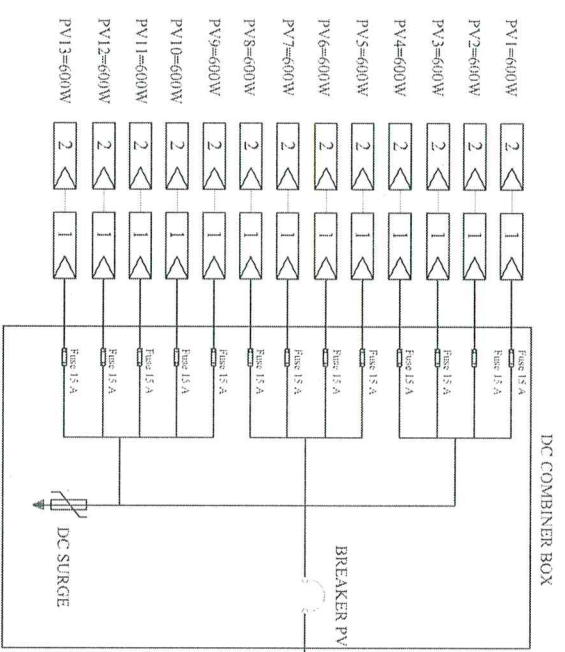 DC COMBINER BOX
PV1=600W 2 1 Fuse 15 A
PV2=600W 2 1 Fuse 15 A
PV3=600W 2 1 Fuse 15 A
PV4=600W 2 1 Fuse 15 A
PV5=600W 2 1 Fuse 15 A
BREAKER PV
PV6=600W 2 1 Fuse 15 A
PV7=600W 2 1 Fuse 15 A
PV8=600W 2 1 Fuse 15 A
PV9=600W 2 1 Fuse 15 A
PV10=600W 2 1 Fuse 15 A
PV11=600W 2 1 Fuse 15 A
PV12=600W 2 1 Fuse 15 A
PV13=600W 2 1 Fuse 15 A
DC SURGE